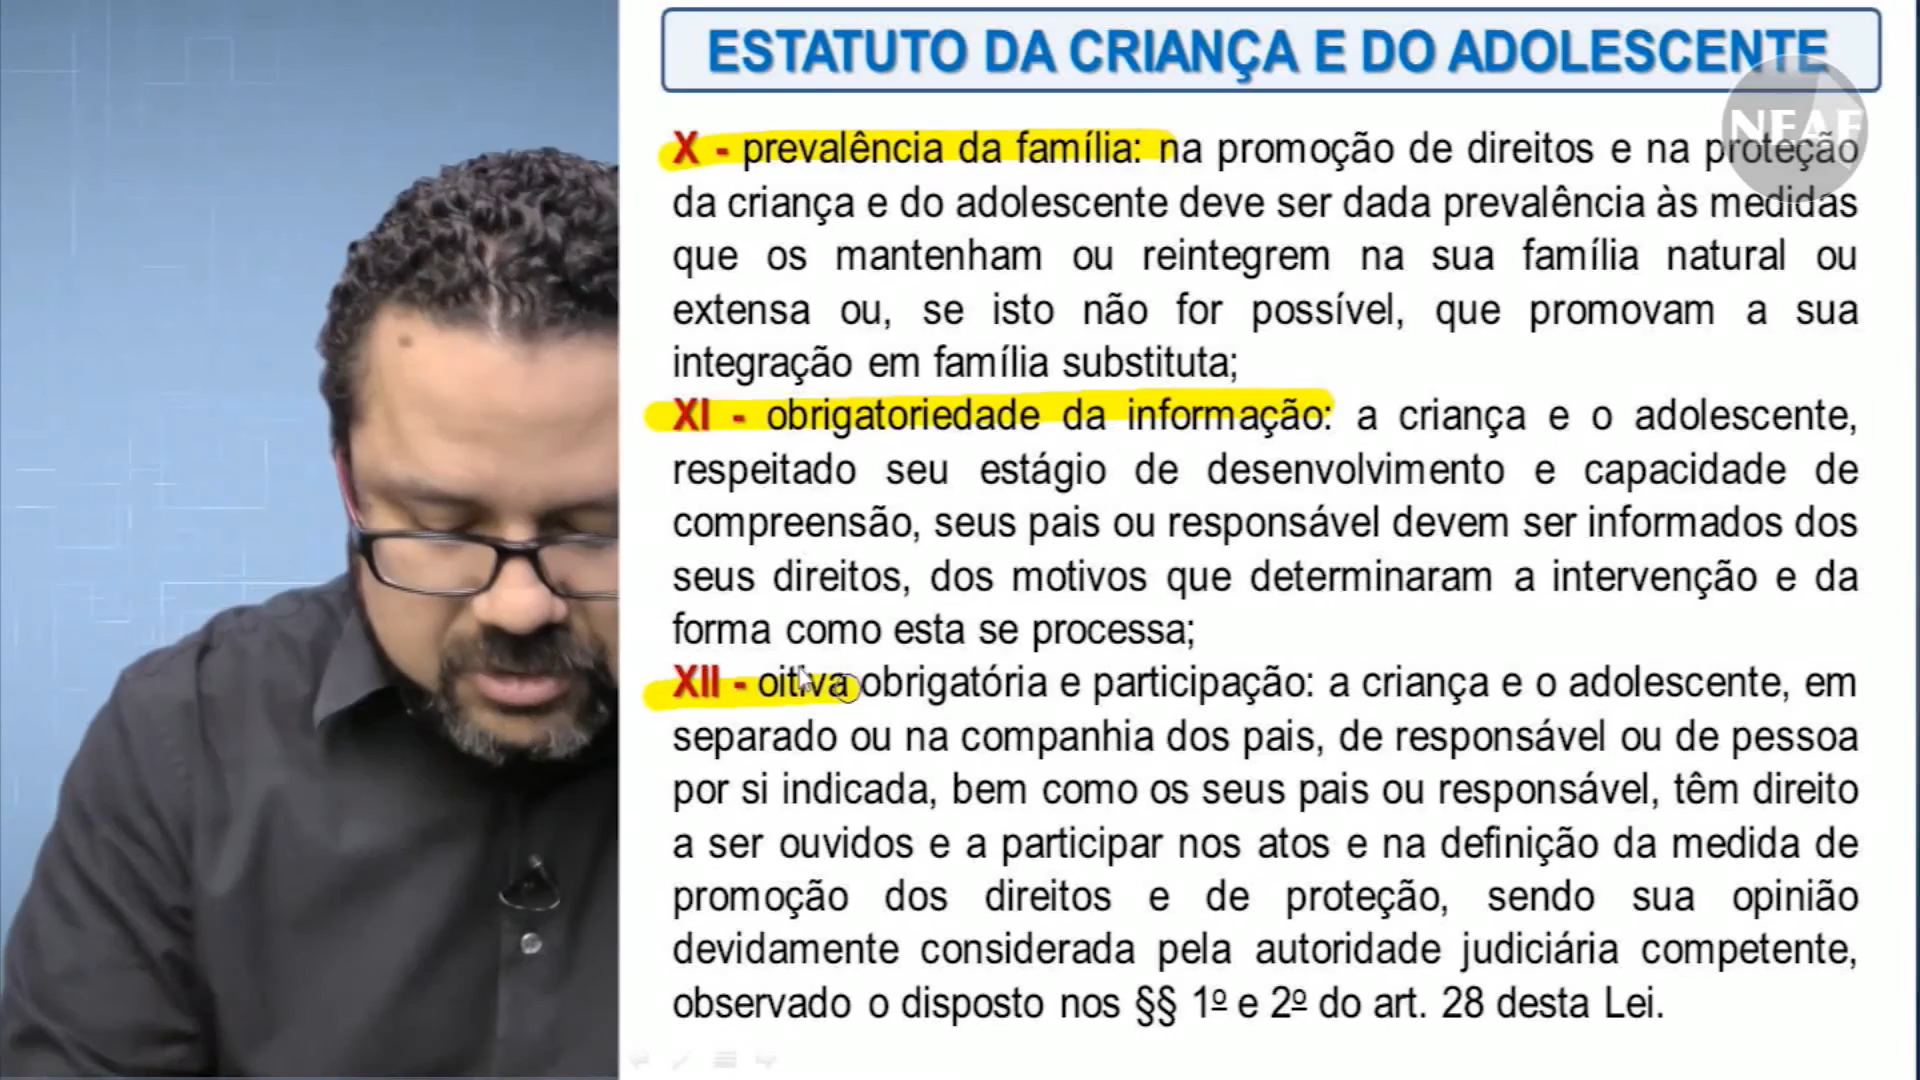 ESTATUTO DA CRIANÇA E DO ADOLESCENTE
NEAF
X - prevalência da família: na promoção de direitos e na proteção
da criança e do adolescente deve ser dada prevalência às medidas
que os mantenham ou reintegrem na sua família natural ou
extensa ou, se isto não for possível, que promovam a sua
integração em família substituta;
XI - obrigatoriedade da informação: a criança e o adolescente,
respeitado seu estágio de desenvolvimento e capacidade de
compreensão, seus pais ou responsável devem ser informados dos
seus direitos, dos motivos que determinaram a intervenção e da
forma como esta se processa;
XII - oitiva obrigatória e participação: a criança e o adolescente, em
separado ou na companhia dos pais, de responsável ou de pessoa
por si indicada, bem como os seus pais ou responsável, têm direito
a ser ouvidos e a participar nos atos e na definição da medida de
promoção dos direitos e de proteção, sendo sua opinião
devidamente considerada pela autoridade judiciária competente,
observado o disposto nos §§ 1º e 2º do art. 28 desta Lei.